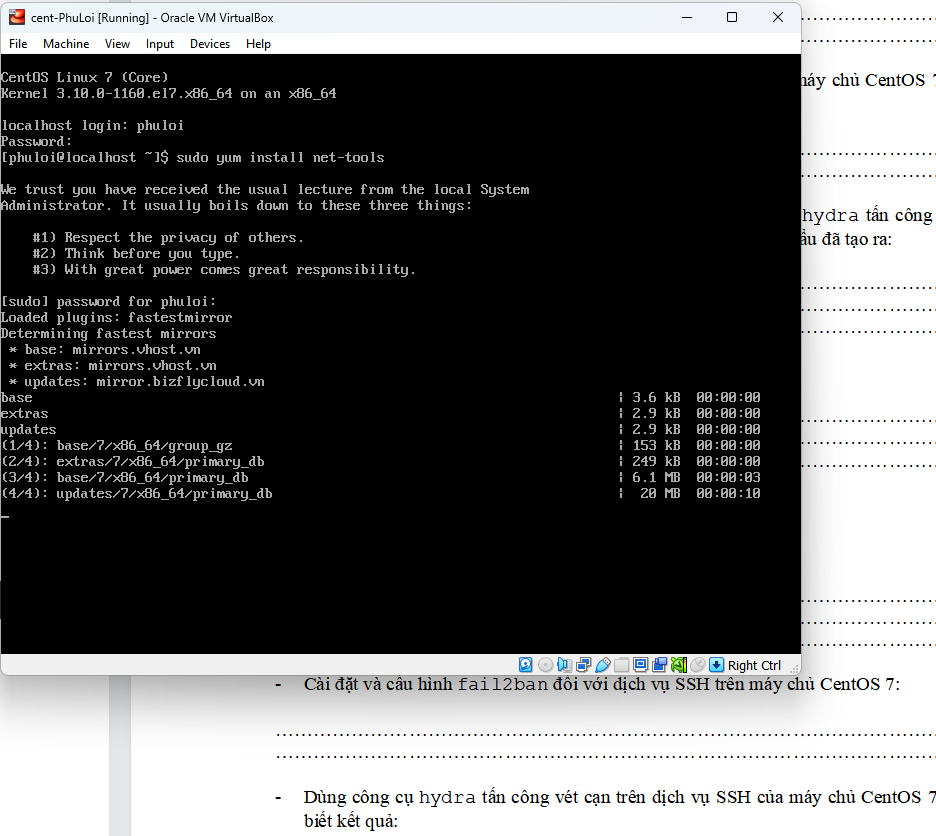 cent-PhuLoi [Running] - Oracle VM VirtualBox
File Machine View Input Devices Help
CentOS Linux 7 (Core)
Kernel 3.10.0-1160.el7.x86_64 on an x86_64
localhost login: phuloi
Password:
[phuloi@localhost ~]$ sudo yum install net-tools
We trust you have received the usual lecture from the local System
Administrator. It usually boils down to these three things:
#1) Respect the privacy of others.
#2) Think before you type.
#3) With great power comes great responsibility.
[sudo] password for phuloi:
Loaded plugins: fastestmirror
Determining fastest mirrors
* base: mirrors.vhost.vn
* extras: mirrors.vhost.vn
* updates: mirror.bizflycloud.vn
base | 3.6 kB 00:00:00
extras | 2.9 kB 00:00:00
updates | 2.9 kB 00:00:00
(1/4): base/7/x86_64/group_gz | 153 kB 00:00:00
(2/4): extras/7/x86_64/primary_db | 249 kB 00:00:00
(3/4): base/7/x86_64/primary_db | 6.1 MB 00:00:03
(4/4): updates/7/x86_64/primary_db | 20 MB 00:00:10
Right Ctrl
máy chủ CentOS 7
hydra tấn công
ẩu đã tạo ra:
- Cài đặt và cấu hình fail2ban đối với dịch vụ SSH trên máy chủ CentOS 7:
- Dùng công cụ hydra tấn công vét cạn trên dịch vụ SSH của máy chủ CentOS 7
biết kết quả: